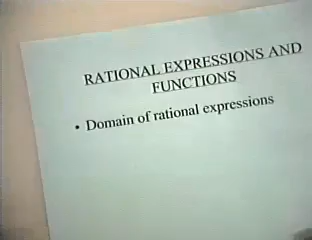 RATIONAL EXPRESSIONS AND
FUNCTIONS
• Domain of rational expressions